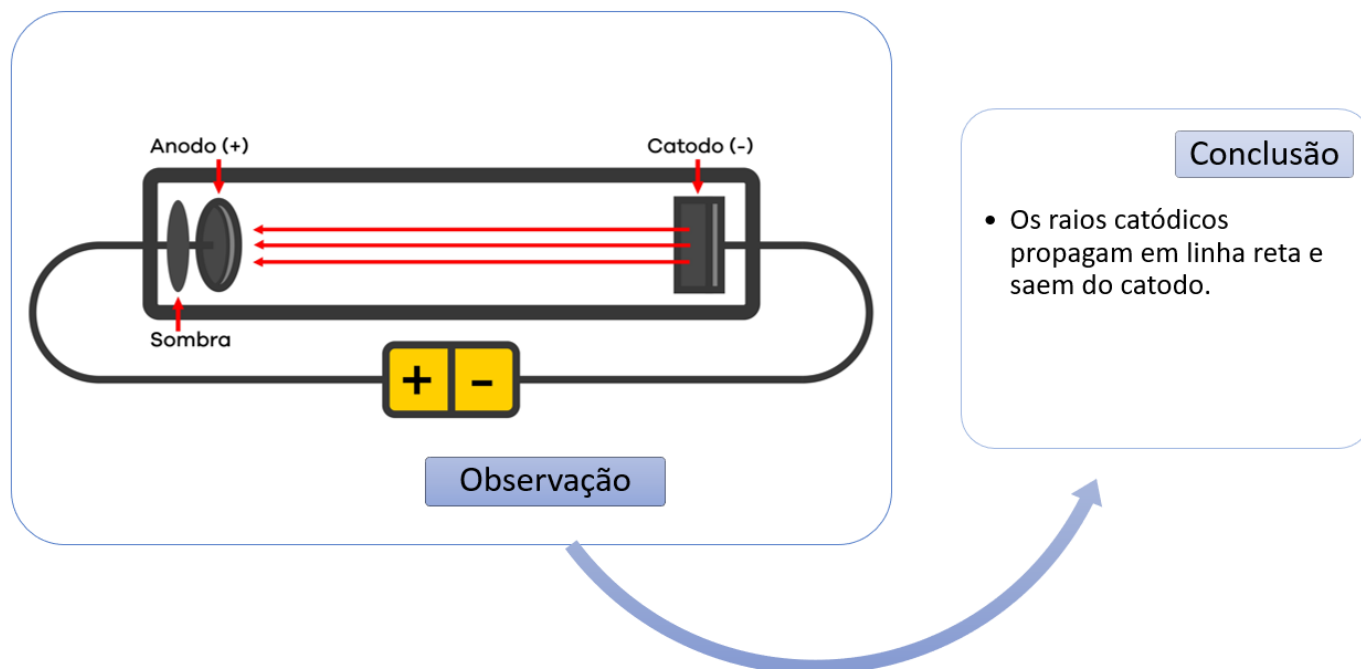 Anodo (+)
Catodo (-)
Sombra
+ -
Observação
Conclusão
• Os raios catódicos
propagam em linha reta e
saem do catodo.